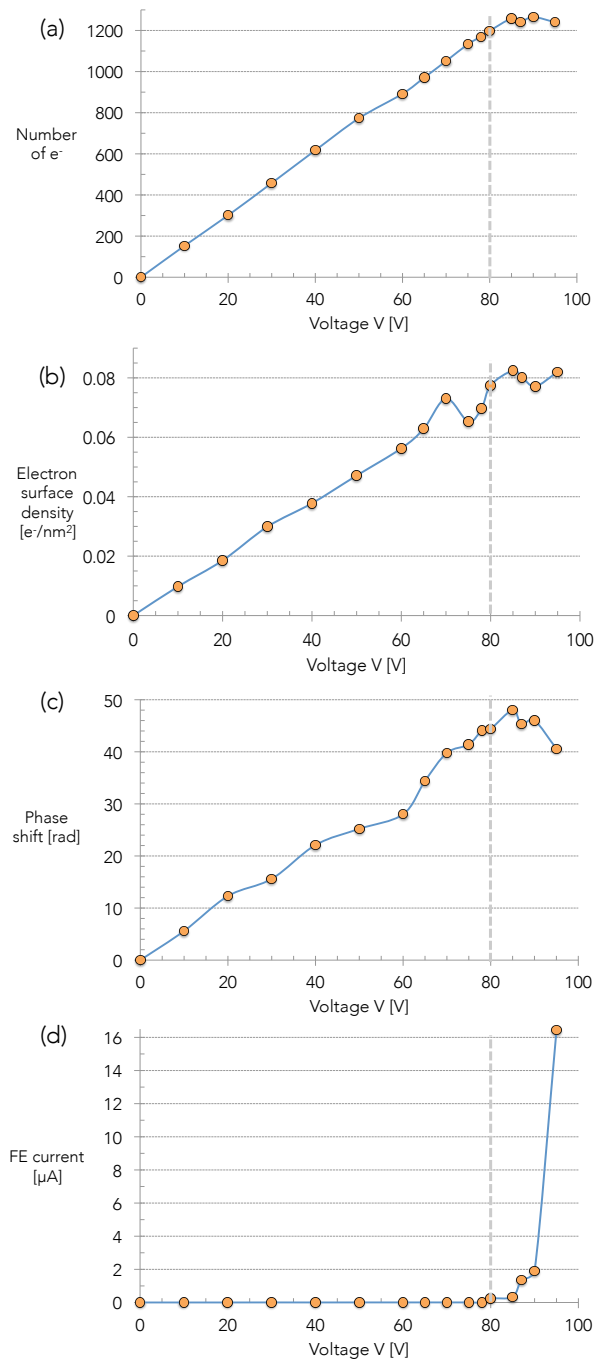 (a)
1200
1000
800
Number
of e-
600
400
200
0
0 20 40 60 80 100
Voltage V [V]
(b)
0.08
0.06
Electron
surface
density
[e-/nm²]
0.04
0.02
0
0 20 40 60 80 100
Voltage V [V]
(c)
50
40
30
Phase
shift [rad]
20
10
0
0 20 40 60 80 100
Voltage V [V]
(d)
16
14
12
10
FE current
[µA]
8
6
4
2
0
0 20 40 60 80 100
Voltage V [V]